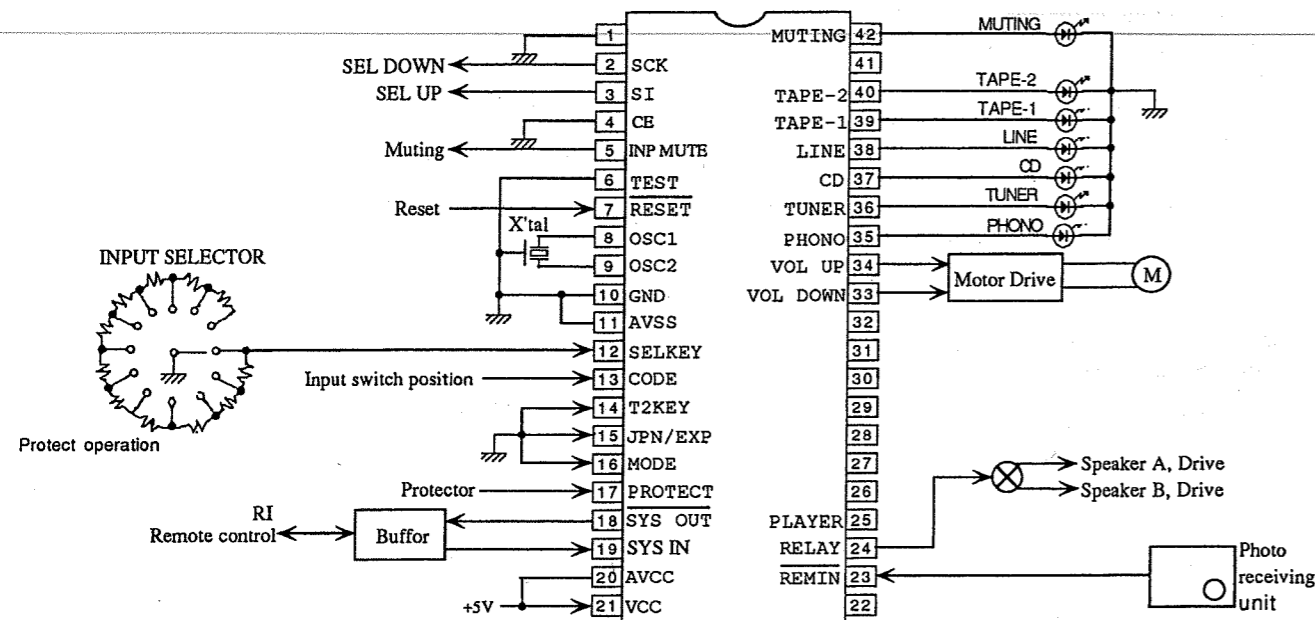 1
MUTING 42 MUTING
SEL DOWN 2 SCK 41
SEL UP 3 SI TAPE-2 40 TAPE-2
4 CE TAPE-1 39 TAPE-1
Muting 5 INP MUTE LINE 38 LINE
6 TEST CD 37 CD
Reset 7 RESET TUNER 36 TUNER
X'tal 8 OSC1 PHONO 35 PHONO
9 OSC2 VOL UP 34 Motor Drive M
INPUT SELECTOR
10 GND VOL DOWN 33
11 AVSS 32
12 SELKEY 31
Input switch position 13 CODE 30
14 T2KEY 29
15 JPN/EXP 28
Protect operation
16 MODE 27
Protector 17 PROTECT 26
18 SYS OUT PLAYER 25
RI
Remote control Buffor 19 SYS IN RELAY 24
Speaker A, Drive
Speaker B, Drive
20 AVCC REMIN 23
+5V 21 VCC 22
Photo
receiving
unit